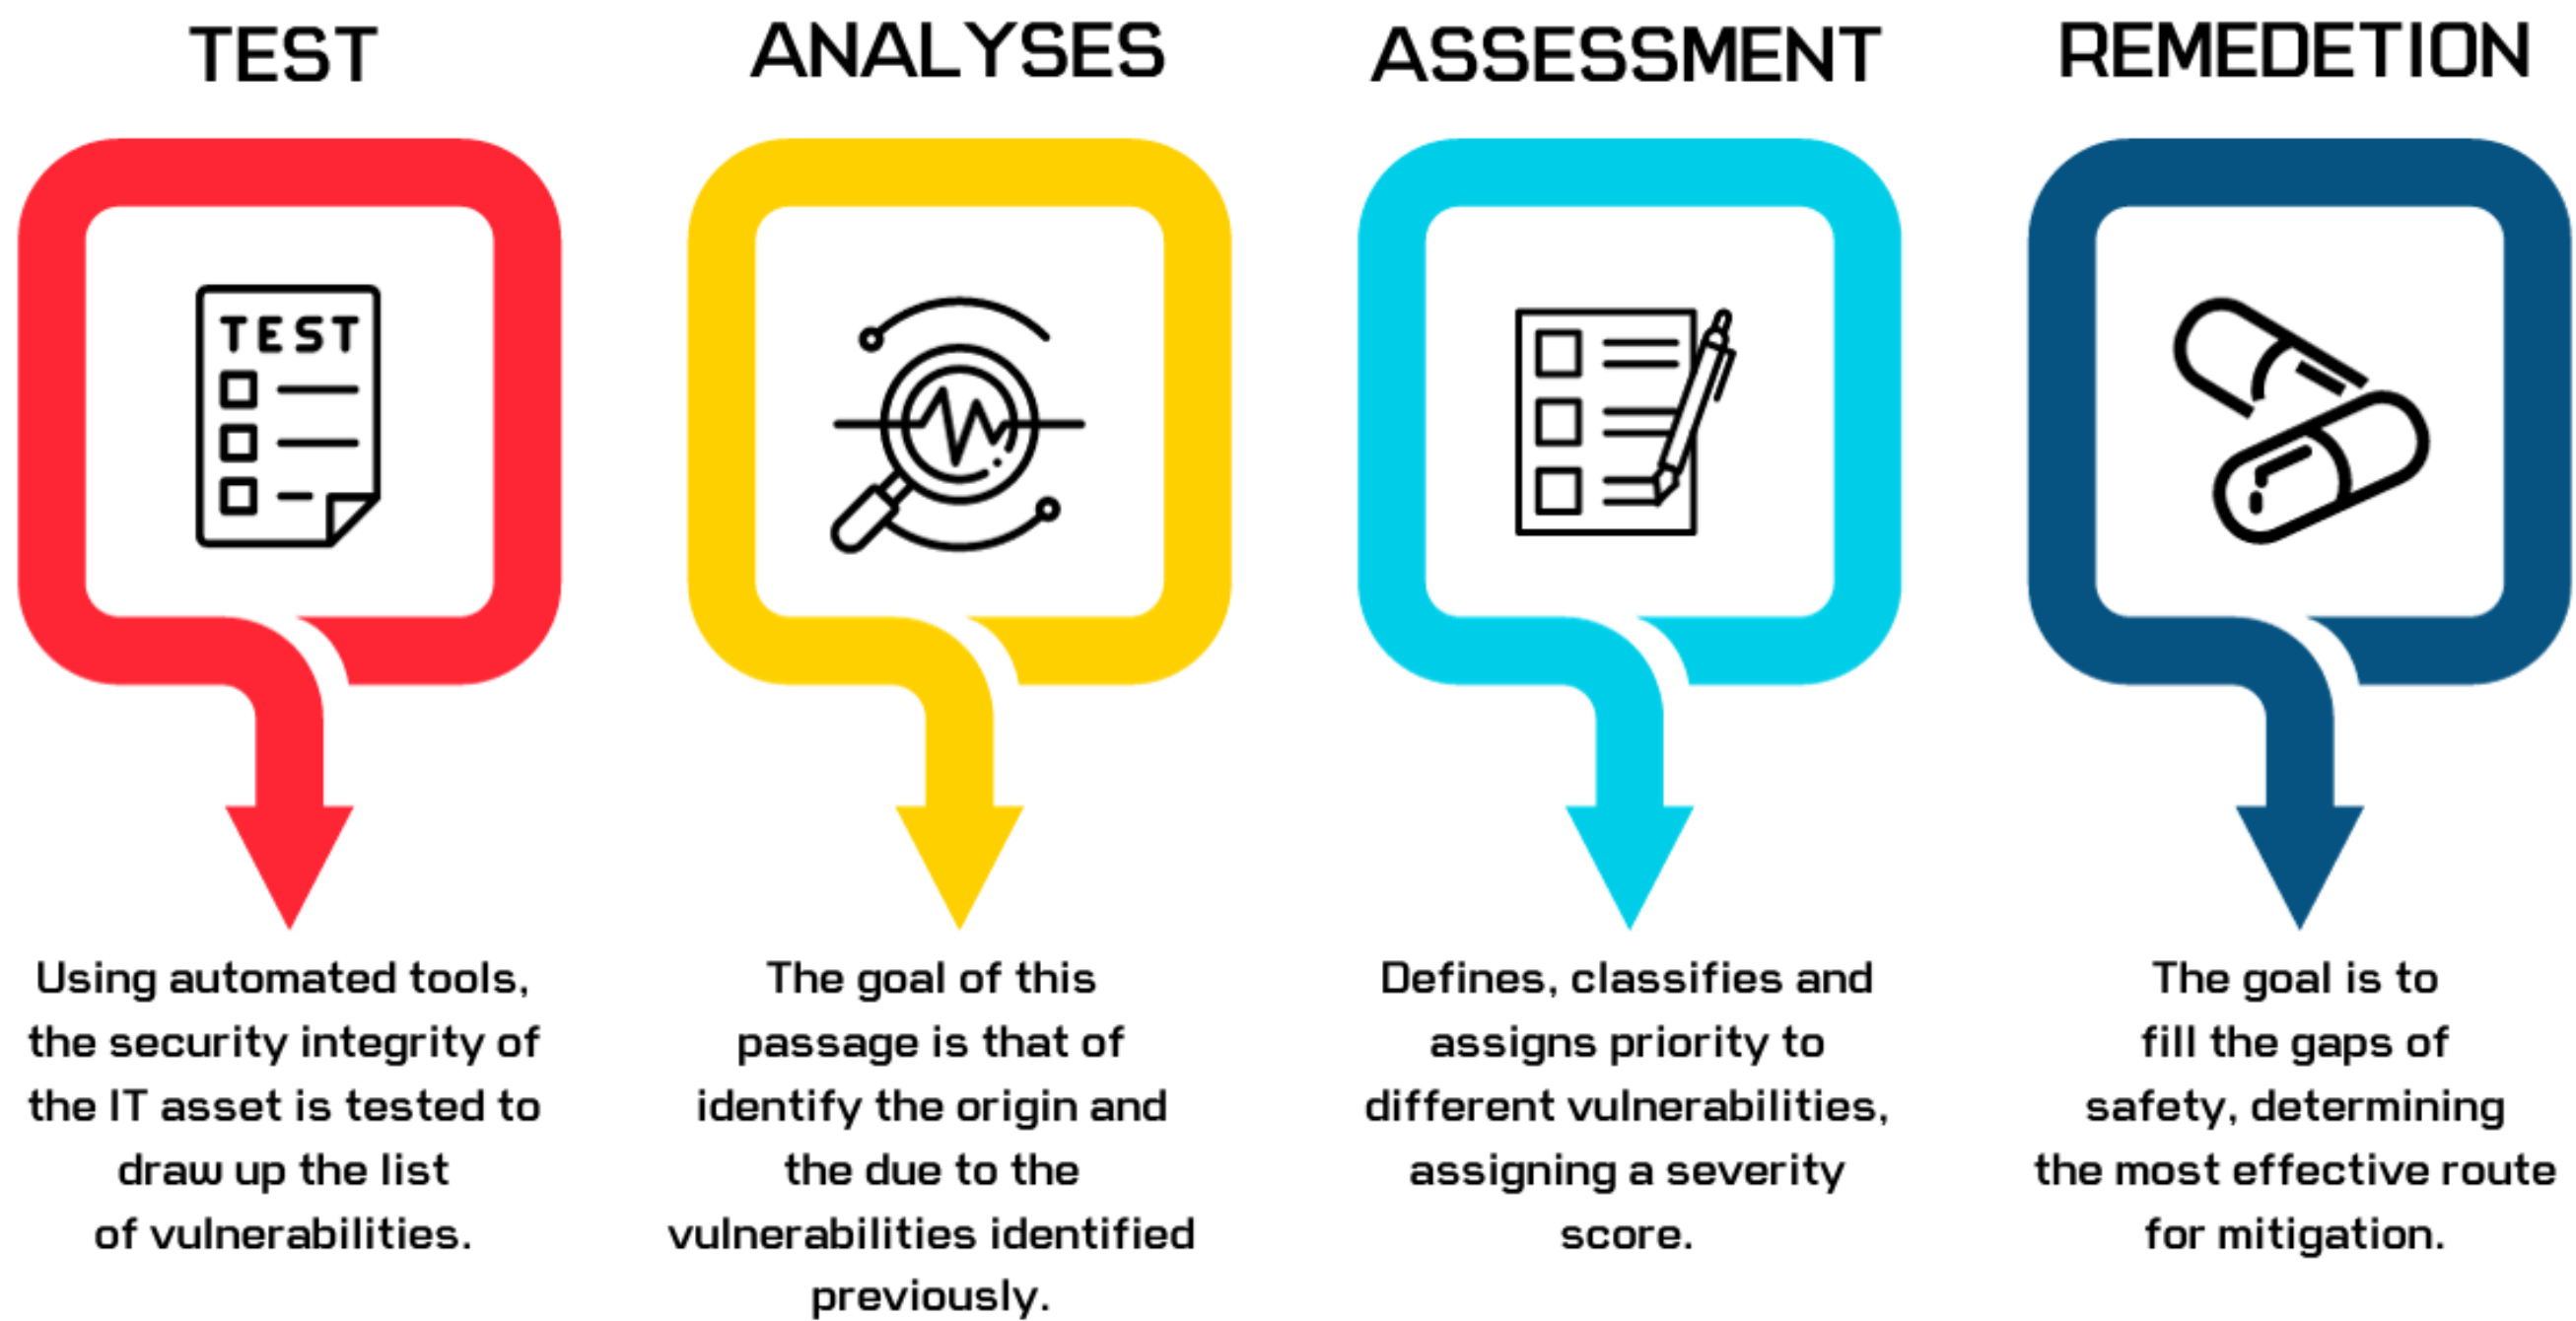 TEST
ANALYSES
ASSESSMENT
REMEDETION
TEST
Using automated tools,
the security integrity of
the IT asset is tested to
draw up the list
of vulnerabilities.
The goal of this
passage is that of
identify the origin and
the due to the
vulnerabilities identified
previously.
Defines, classifies and
assigns priority to
different vulnerabilities,
assigning a severity
score.
The goal is to
fill the gaps of
safety, determining
the most effective route
for mitigation.